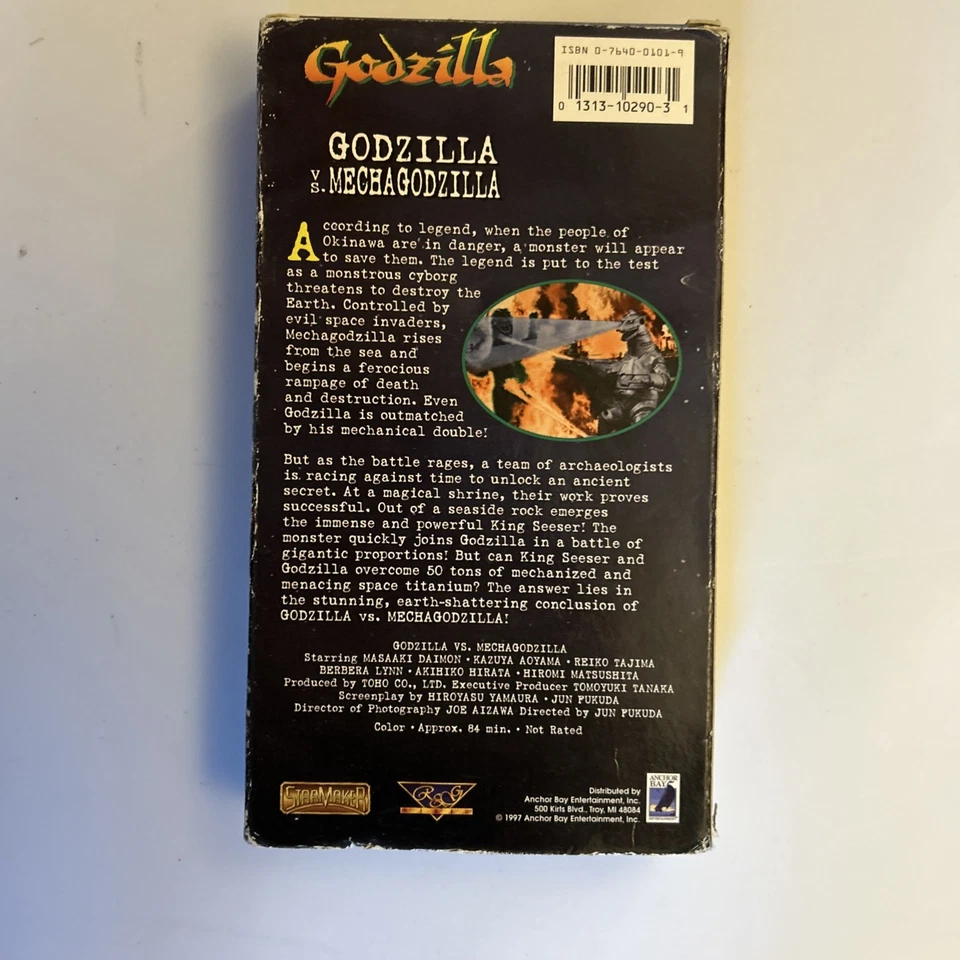 Godzilla
ISBN 0-7640-0101-9
0 1313-10290-3 1
GODZILLA
VS. MECHAGODZILLA
According to legend, when the people of
Okinawa are in danger, a monster will appear
to save them. The legend is put to the test
as a monstrous cyborg
threatens to destroy the
Earth. Controlled by
evil space invaders,
Mechagodzilla rises
from the sea and
begins a ferocious
rampage of death
and destruction. Even
Godzilla is outmatched
by his mechanical double!
But as the battle rages, a team of archaeologists
is racing against time to unlock an ancient
secret. At a magical shrine, their work proves
successful. Out of a seaside rock emerges
the immense and powerful King Seeser! The
monster quickly joins Godzilla in a battle of
gigantic proportions! But can King Seeser and
Godzilla overcome 50 tons of mechanized and
menacing space titanium? The answer lies in
the stunning, earth-shattering conclusion of
GODZILLA vs. MECHAGODZILLA!
GODZILLA VS. MECHAGODZILLA
Starring MASAAKI DAIMON • KAZUYA AOYAMA • REIKO TAJIMA
BERBERA LYNN • AKIHIKO HIRATA • HIROMI MATSUSHITA
Produced by TOHO CO., LTD. Executive Producer TOMOYUKI TANAKA
Screenplay by HIROYASU YAMAURA • JUN FUKUDA
Director of Photography JOE AIZAWA Directed by JUN FUKUDA
Color • Approx. 84 min. • Not Rated
STARMAKER
R&G
Distributed by
Anchor Bay Entertainment, Inc.
500 Kirts Blvd., Troy, MI 48084
© 1997 Anchor Bay Entertainment, Inc.
ANCHOR
BAY